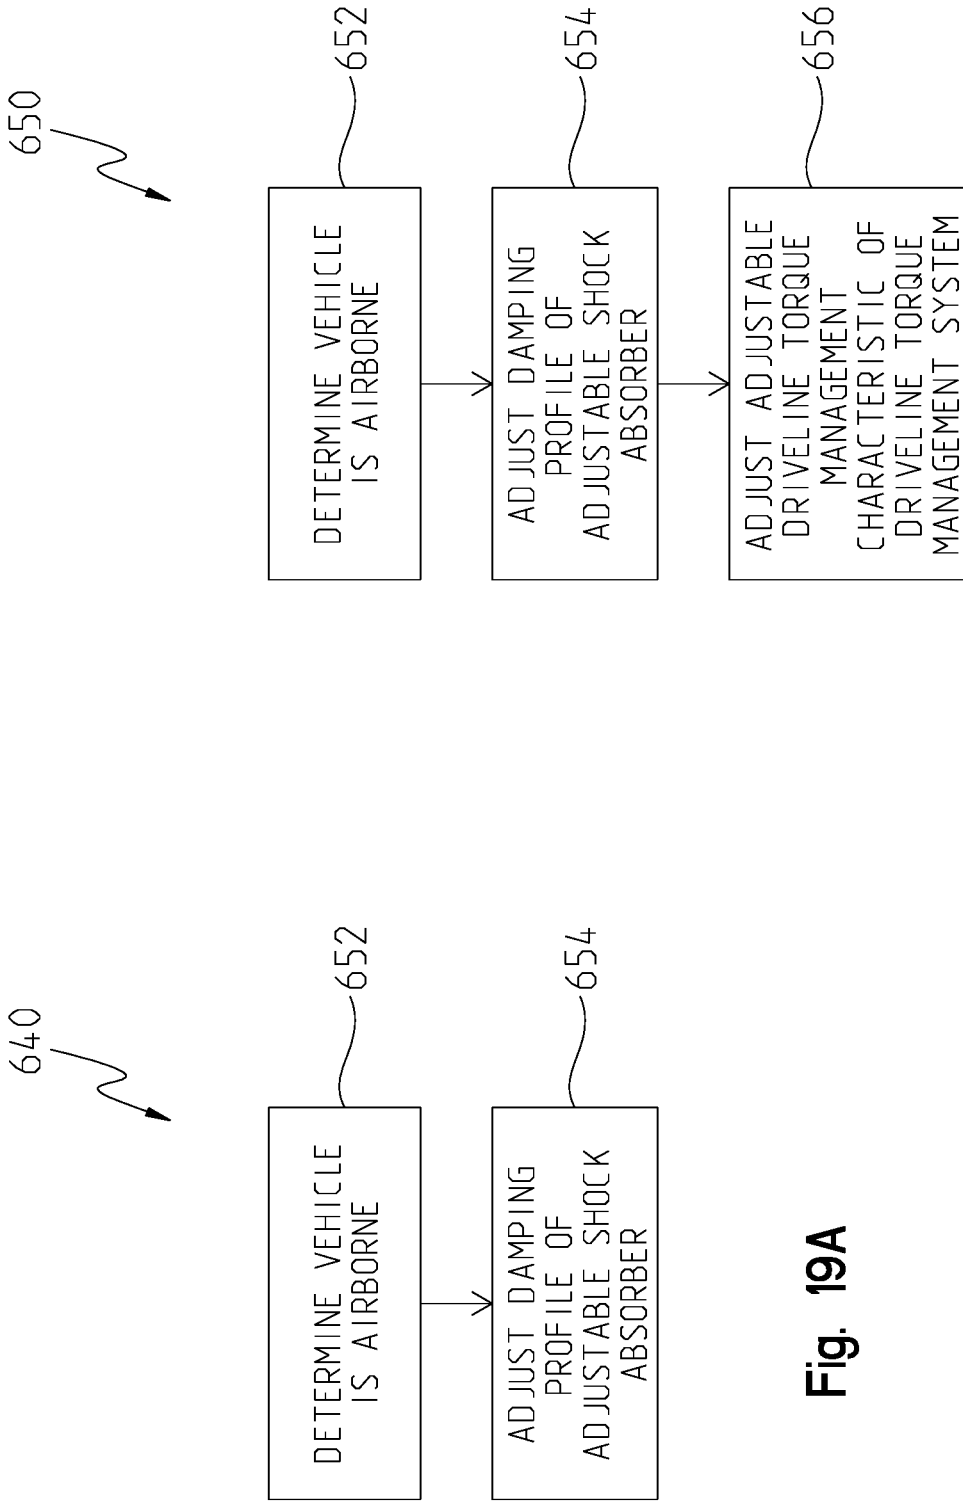 640
DETERMINE VEHICLE
IS AIRBORNE
652
ADJUST DAMPING
PROFILE OF
ADJUSTABLE SHOCK
ABSORBER
654
Fig. 19A
650
DETERMINE VEHICLE
IS AIRBORNE
652
ADJUST DAMPING
PROFILE OF
ADJUSTABLE SHOCK
ABSORBER
654
ADJUST ADJUSTABLE
DRIVELINE TORQUE
MANAGEMENT
CHARACTERISTIC OF
DRIVELINE TORQUE
MANAGEMENT SYSTEM
656